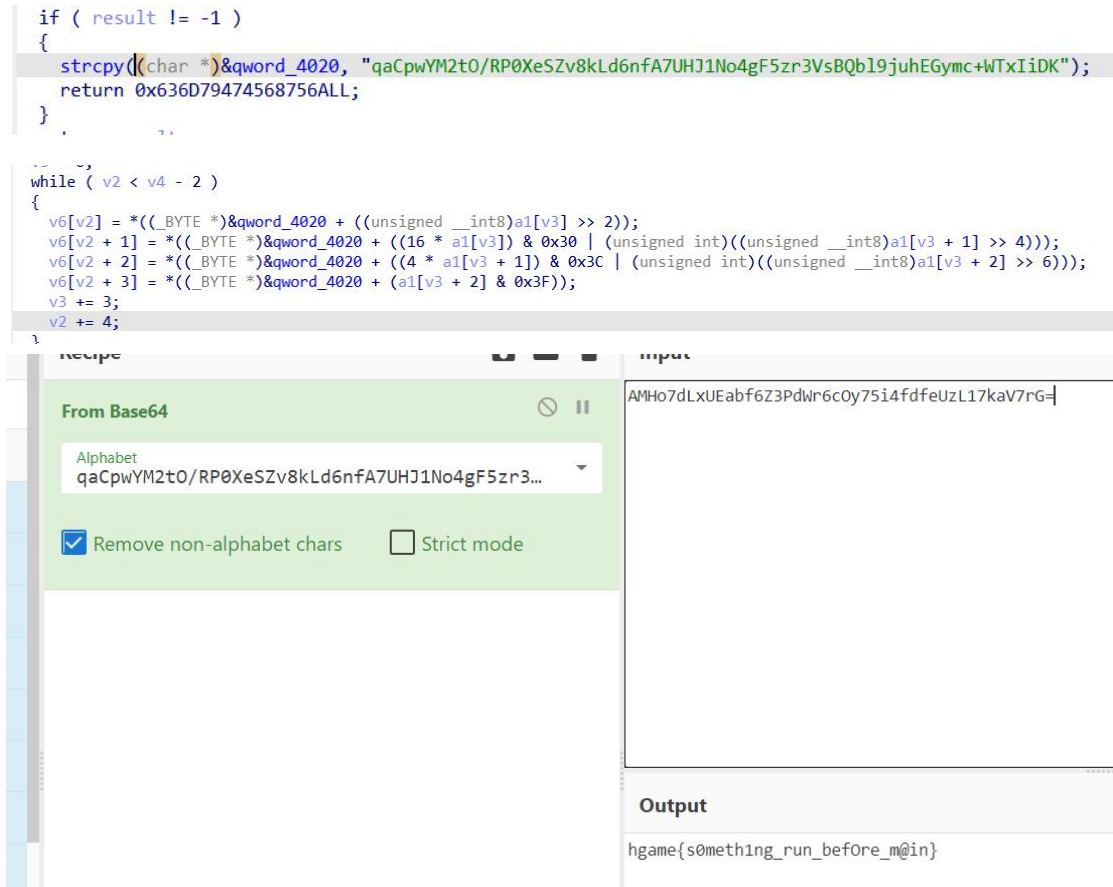 if ( result != -1 )
{
strcpy((char *)&qword_4020, "qaCpwYM2tO/RP0XeSZv8kLd6nfA7UHJ1No4gF5zr3VsBQbl9juhEGymc+WTxIiDK");
return 0x636D79474568756ALL;
}
while ( v2 < v4 - 2 )
{
v6[v2] = *((_BYTE *)&qword_4020 + ((unsigned __int8)a1[v3] >> 2));
v6[v2 + 1] = *((_BYTE *)&qword_4020 + ((16 * a1[v3]) & 0x30 | (unsigned int)((unsigned __int8)a1[v3 + 1] >> 4)));
v6[v2 + 2] = *((_BYTE *)&qword_4020 + ((4 * a1[v3 + 1]) & 0x3C | (unsigned int)((unsigned __int8)a1[v3 + 2] >> 6)));
v6[v2 + 3] = *((_BYTE *)&qword_4020 + (a1[v3 + 2] & 0x3F));
v3 += 3;
v2 += 4;
}
Recipe
Input
From Base64
AMHo7dLxUEabf6Z3PdWr6cOy75i4fdfeUzL17kaV7rG=
Alphabet
qaCpwYM2tO/RP0XeSZv8kLd6nfA7UHJ1No4gF5zr3...
Remove non-alphabet chars
Strict mode
Output
hgame{s0meth1ng_run_befOre_m@in}